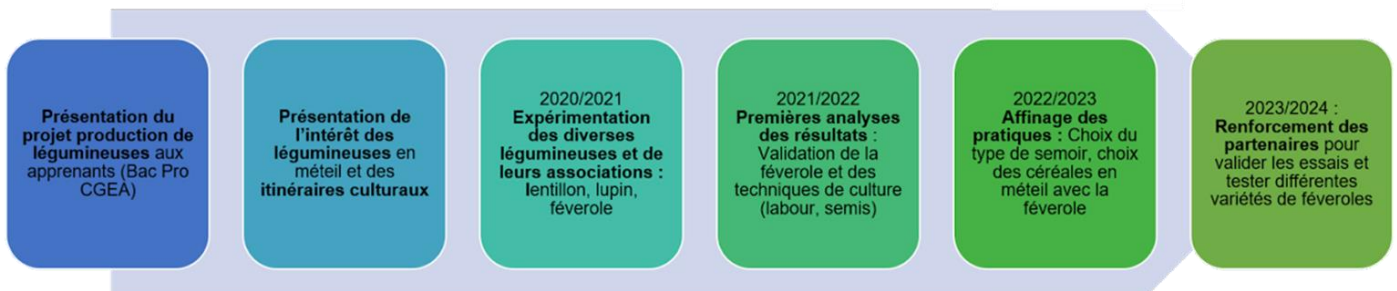 Présentation du
projet production de
légumineuses aux
apprenants (Bac Pro
CGEA)
Présentation de
l'intérêt des
légumineuses en
méteil et des
itinéraires culturaux
2020/2021
Expérimentation
des diverses
légumineuses et de
leurs associations :
lentillon, lupin,
féverole
2021/2022
Premières analyses
des résultats :
Validation de la
féverole et des
techniques de culture
(labour, semis)
2022/2023
Affinage des
pratiques : Choix du
type de semoir, choix
des céréales en
méteil avec la
féverole
2023/2024 :
Renforcement des
partenaires pour
valider les essais et
tester différentes
variétés de féveroles